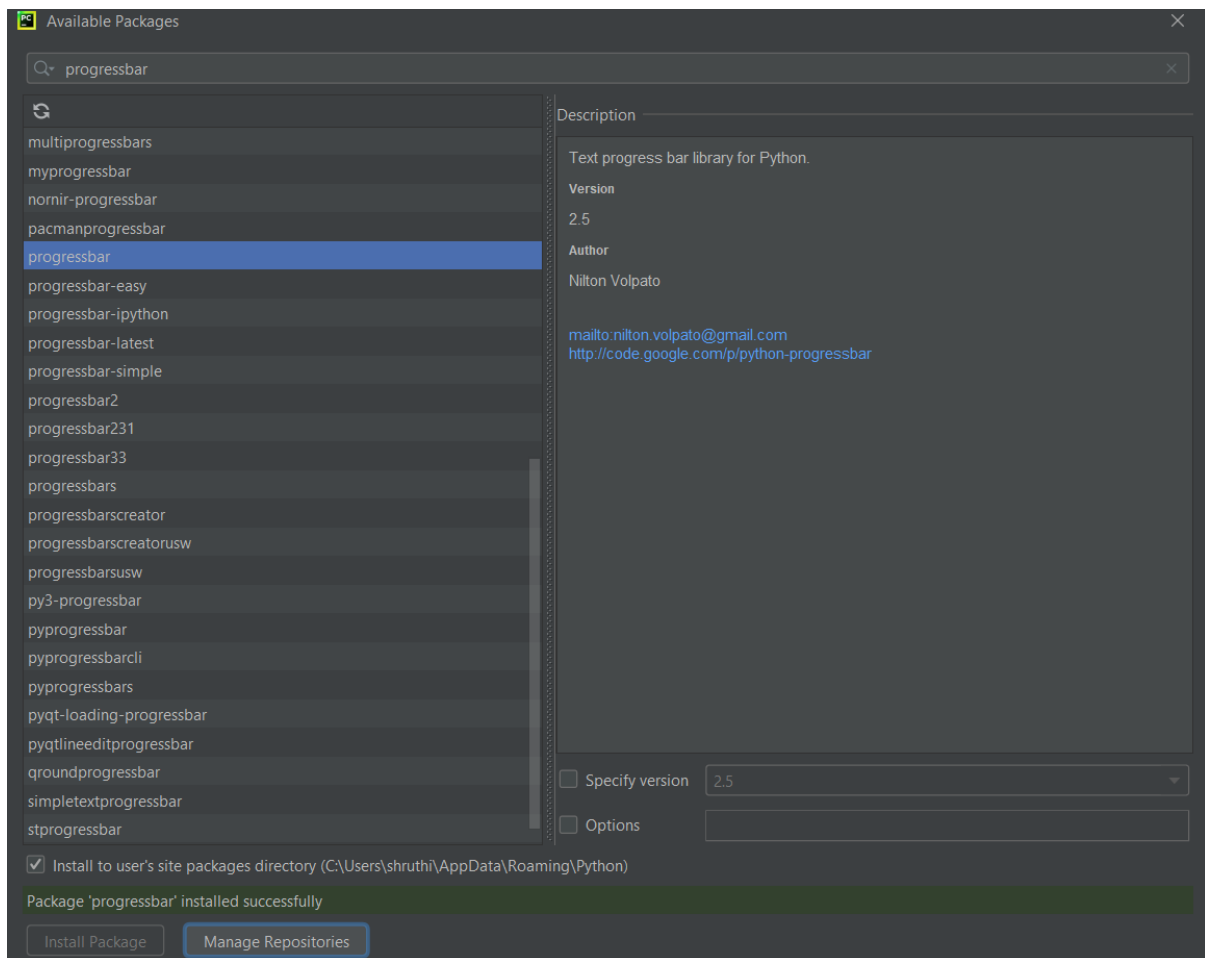 Available Packages
progressbar
multiprogressbars
myprogressbar
nornir-progressbar
pacmanprogressbar
progressbar
progressbar-easy
progressbar-ipython
progressbar-latest
progressbar-simple
progressbar2
progressbar231
progressbar33
progressbars
progressbarscreator
progressbarscreatorusw
progressbarsusw
py3-progressbar
pyprogressbar
pyprogressbarcli
pyprogressbars
pyqt-loading-progressbar
pyqtlineeditprogressbar
qroundprogressbar
simpletextprogressbar
stprogressbar
Description
Text progress bar library for Python.
Version
2.5
Author
Nilton Volpato
mailto:nilton.volpato@gmail.com
http://code.google.com/p/python-progressbar
Specify version 2.5
Options
Install to user's site packages directory (C:\Users\shruthi\AppData\Roaming\Python)
Package 'progressbar' installed successfully
Install Package Manage Repositories